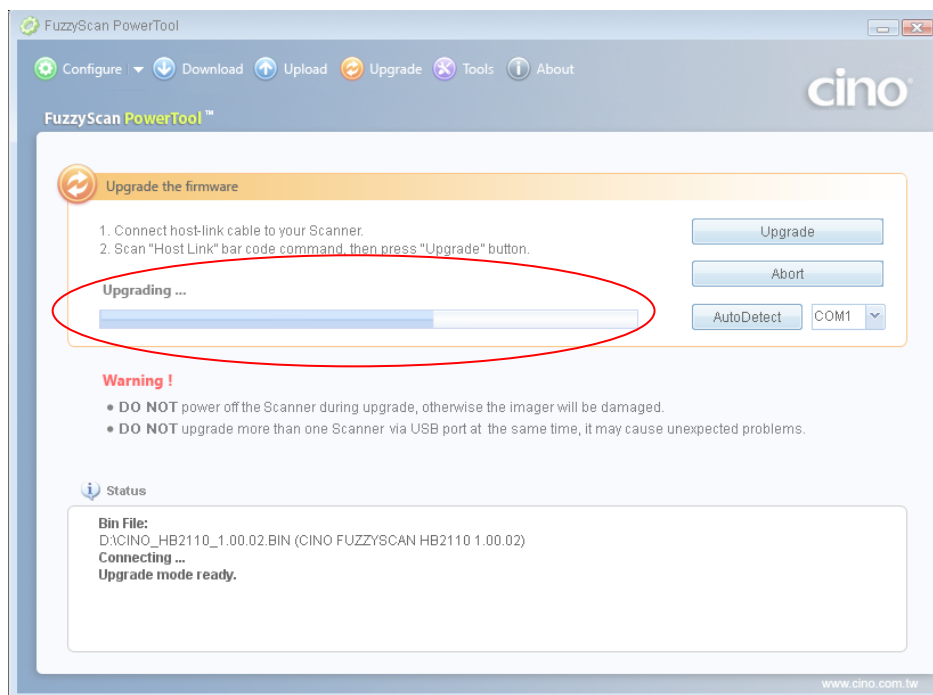 FuzzyScan PowerTool
Configure Download Upload Upgrade Tools About
cino
FuzzyScan PowerTool™
Upgrade the firmware
1. Connect host-link cable to your Scanner.
2. Scan "Host Link" bar code command, then press "Upgrade" button.
Upgrading ...
Upgrade
Abort
AutoDetect COM1
Warning !
• DO NOT power off the Scanner during upgrade, otherwise the imager will be damaged.
• DO NOT upgrade more than one Scanner via USB port at the same time, it may cause unexpected problems.
Status
Bin File:
D:\CINO_HB2110_1.00.02.BIN (CINO FUZZYSCAN HB2110 1.00.02)
Connecting ...
Upgrade mode ready.
www.cino.com.tw